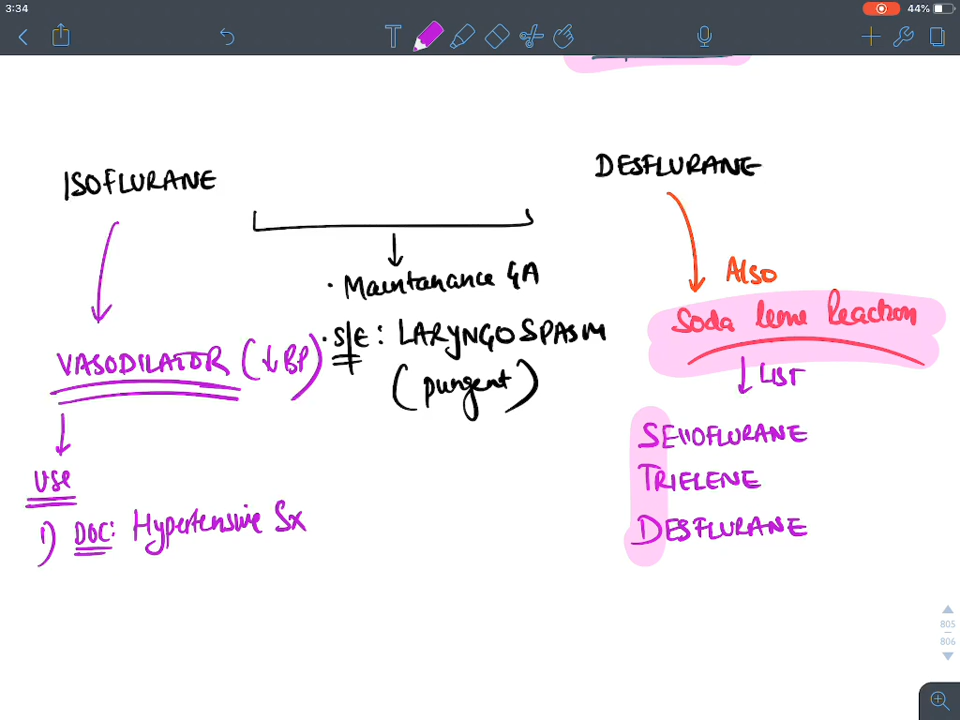 3:34
44%
T
ISOFLURANE
DESFLURANE
• Maintanance GA
• S/E: LARYNGOSPASM
(pungent)
VASODILATOR (↓BP)
Use
1) DOC: Hypertensive Sx
Also
Soda leme Reaction
↓ LIST
SEVOFLURANE
TRIELENE
DESFLURANE
805
806